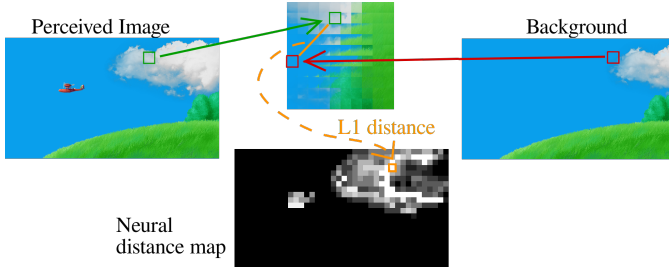 Perceived Image
Background
L1 distance
Neural
distance map